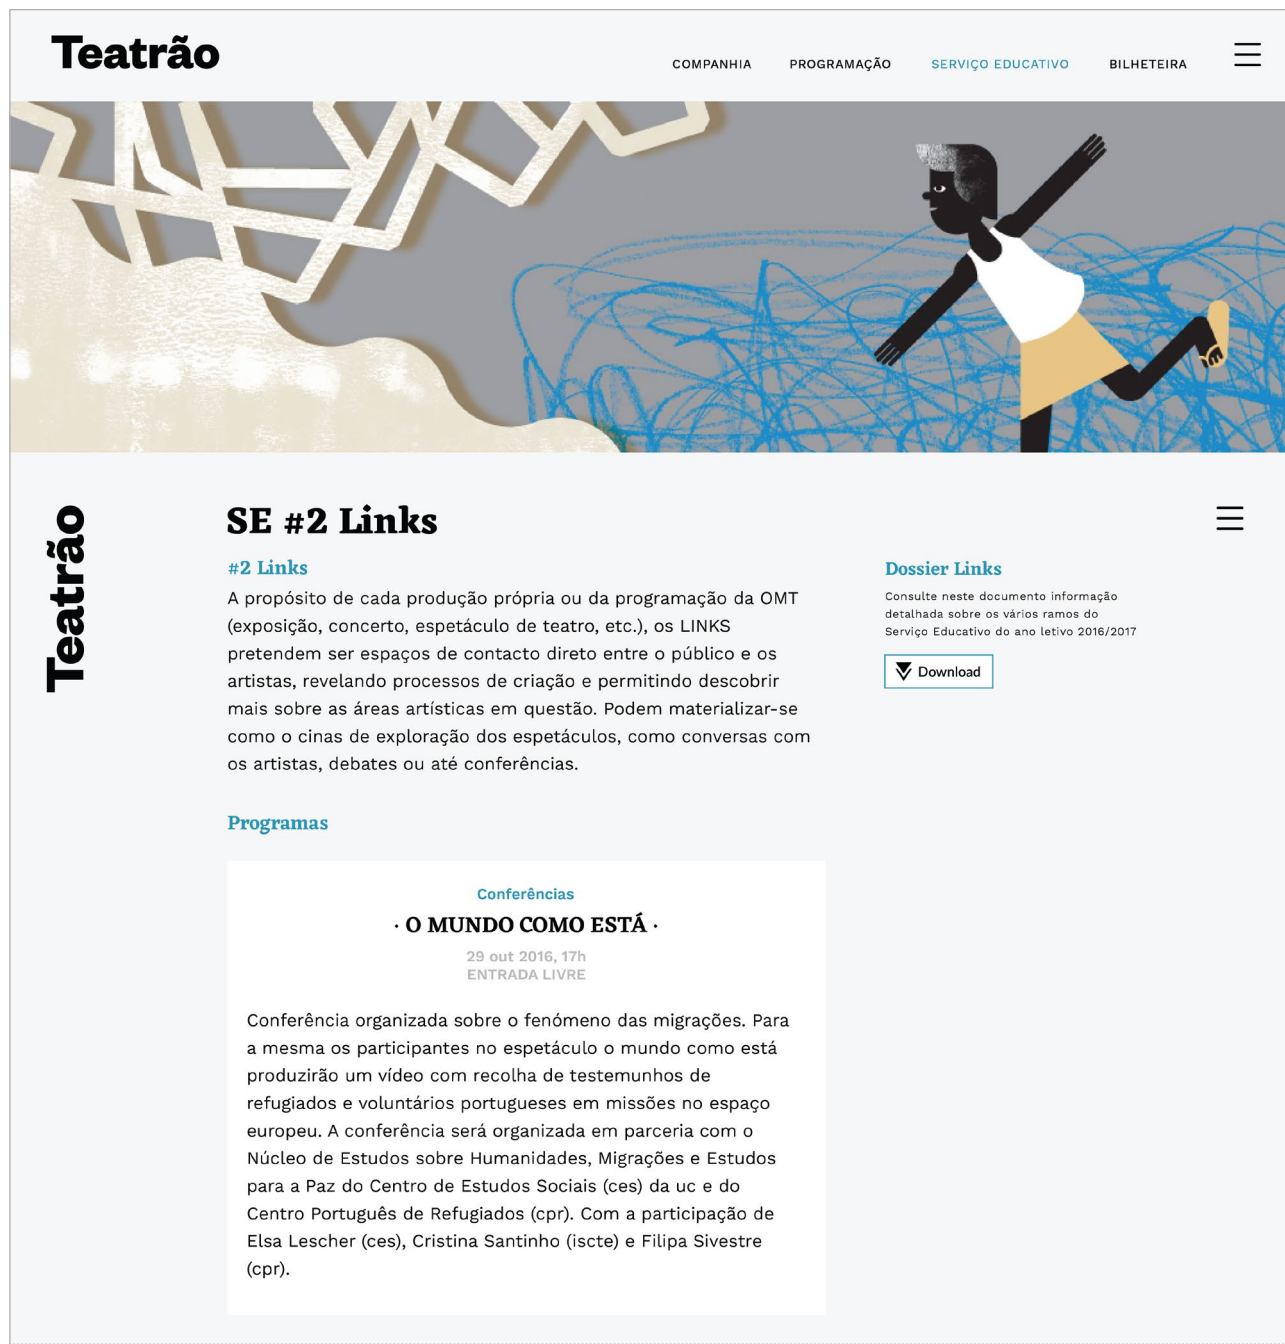 Teatrão
COMPANHIA
PROGRAMAÇÃO
SERVIÇO EDUCATIVO
BILHETEIRA
Teatrão
SE #2 Links
#2 Links
A propósito de cada produção própria ou da programação da OMT
(exposição, concerto, espetáculo de teatro, etc.), os LINKS
pretendem ser espaços de contacto direto entre o público e os
artistas, revelando processos de criação e permitindo descobrir
mais sobre as áreas artísticas em questão. Podem materializar-se
como o cinas de exploração dos espetáculos, como conversas com
os artistas, debates ou até conferências.
Dossier Links
Consulte neste documento informação
detalhada sobre os vários ramos do
Serviço Educativo do ano letivo 2016/2017
Download
Programas
Conferências
· O MUNDO COMO ESTÁ ·
29 out 2016, 17h
ENTRADA LIVRE
Conferência organizada sobre o fenómeno das migrações. Para
a mesma os participantes no espetáculo o mundo como está
produzirão um vídeo com recolha de testemunhos de
refugiados e voluntários portugueses em missões no espaço
europeu. A conferência será organizada em parceria com o
Núcleo de Estudos sobre Humanidades, Migrações e Estudos
para a Paz do Centro de Estudos Sociais (ces) da uc e do
Centro Português de Refugiados (cpr). Com a participação de
Elsa Lescher (ces), Cristina Santinho (iscte) e Filipa Sivestre
(cpr).